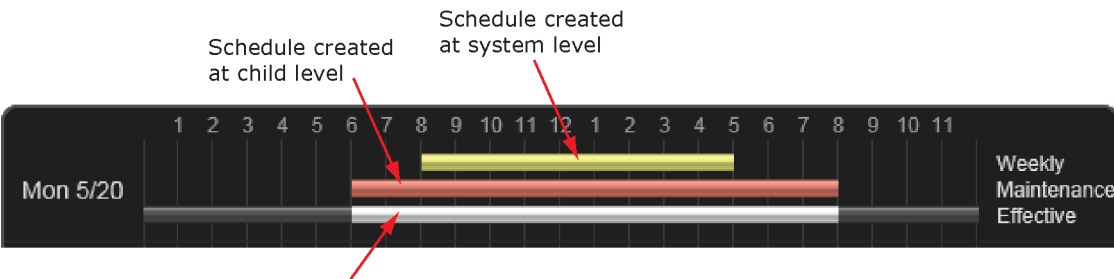 Schedule created
at system level
Schedule created
at child level
1 2 3 4 5 6 7 8 9 10 11 12 1 2 3 4 5 6 7 8 9 10 11
Weekly
Mon 5/20 Maintenance
Effective